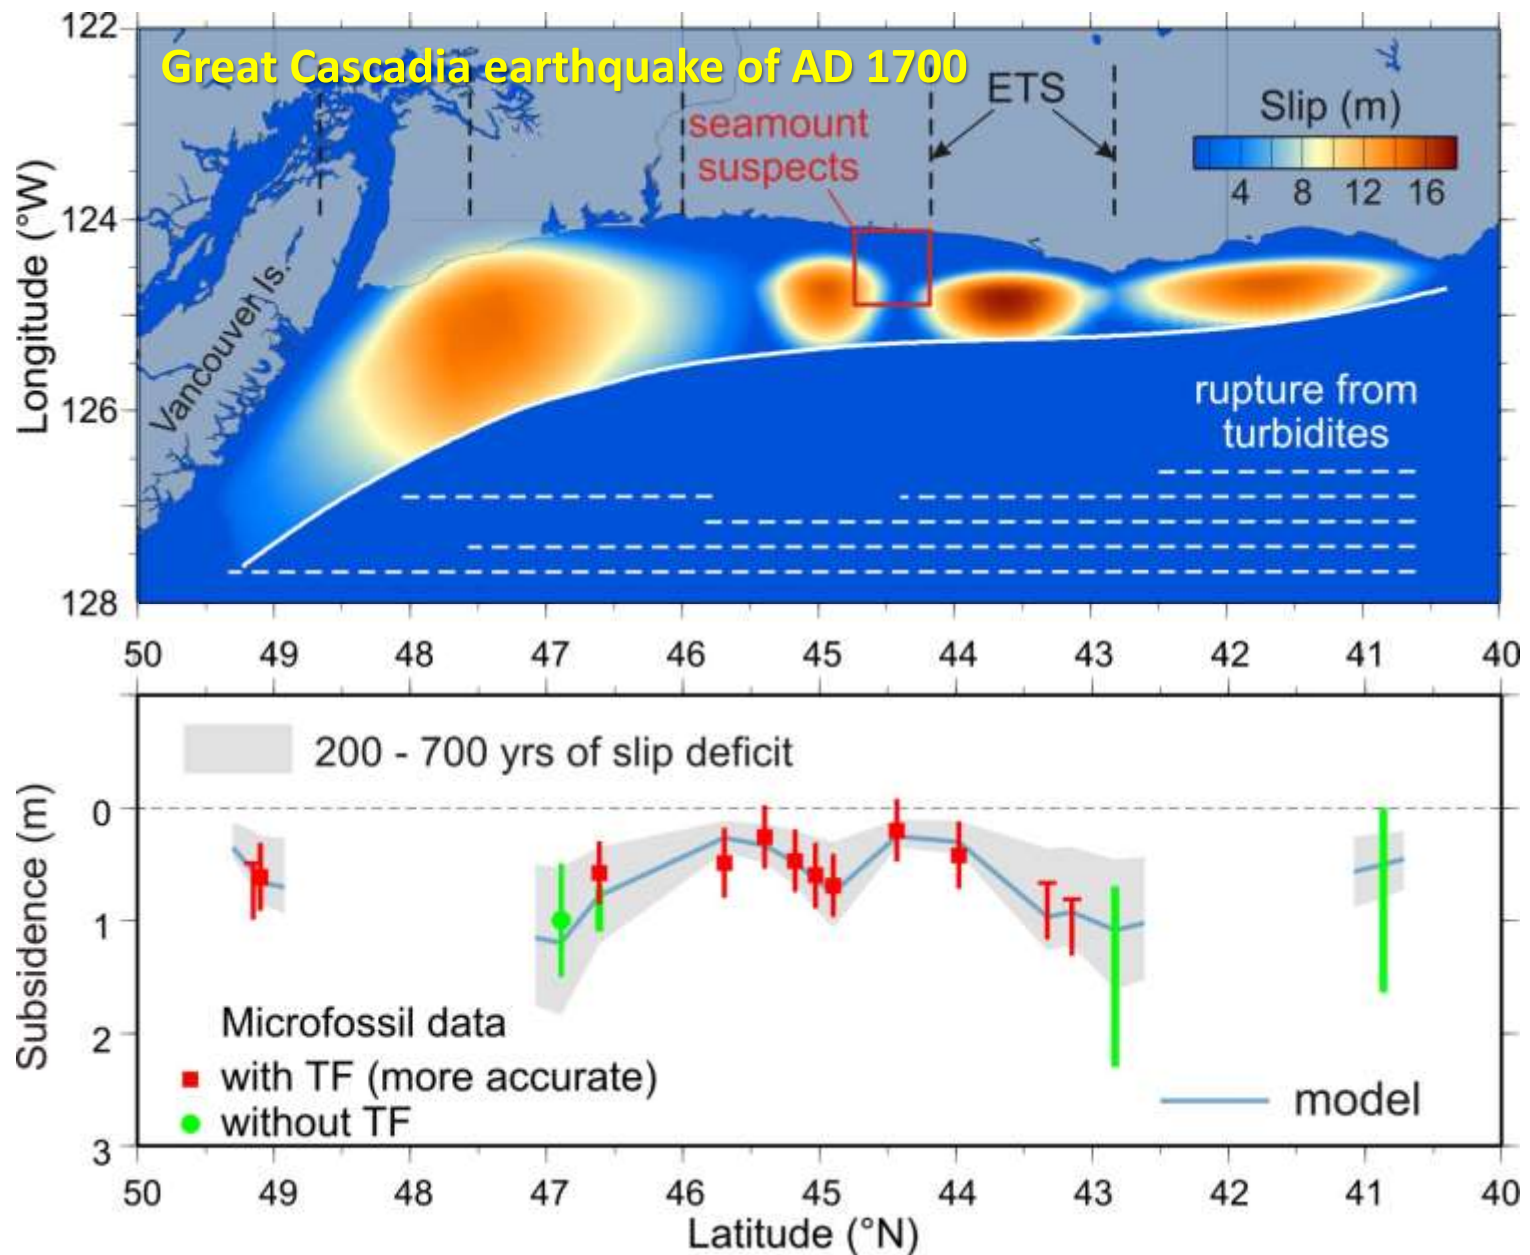 Great Cascadia earthquake of AD 1700
122
124
126
128
Longitude (°W)
ETS
seamount
suspects
Slip (m)
4 8 12 16
Vancouver Is.
rupture from
turbidites
50 49 48 47 46 45 44 43 42 41 40
200 - 700 yrs of slip deficit
0
1
2
3
Subsidence (m)
Microfossil data
with TF (more accurate)
without TF
model
50 49 48 47 46 45 44 43 42 41 40
Latitude (°N)